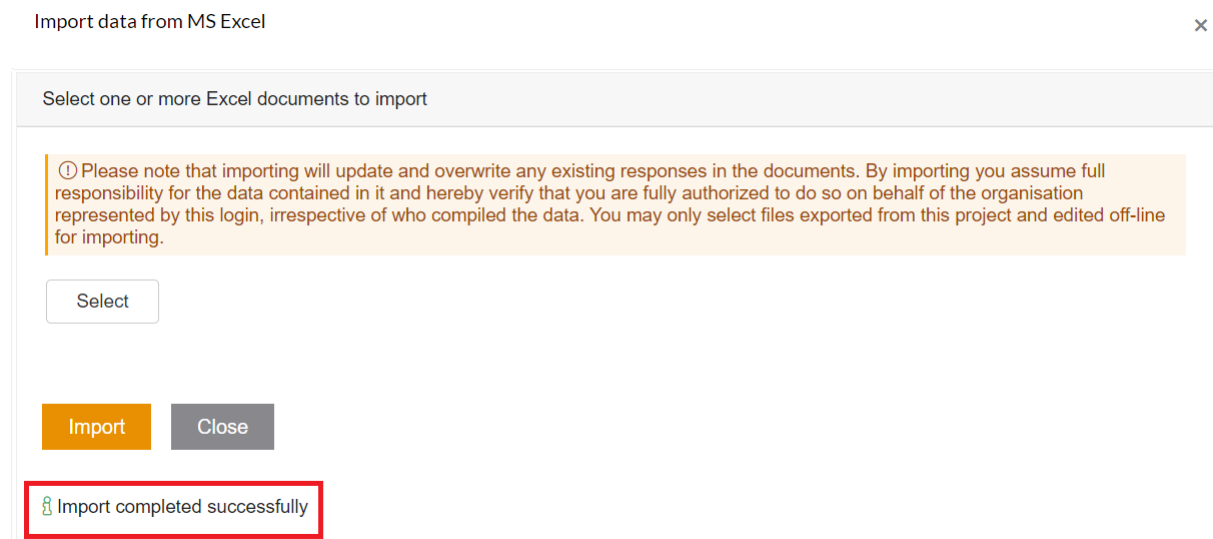 Import data from MS Excel
×
Select one or more Excel documents to import
Please note that importing will update and overwrite any existing responses in the documents. By importing you assume full
responsibility for the data contained in it and hereby verify that you are fully authorized to do so on behalf of the organisation
represented by this login, irrespective of who compiled the data. You may only select files exported from this project and edited off-line
for importing.
Select
Import Close
Import completed successfully